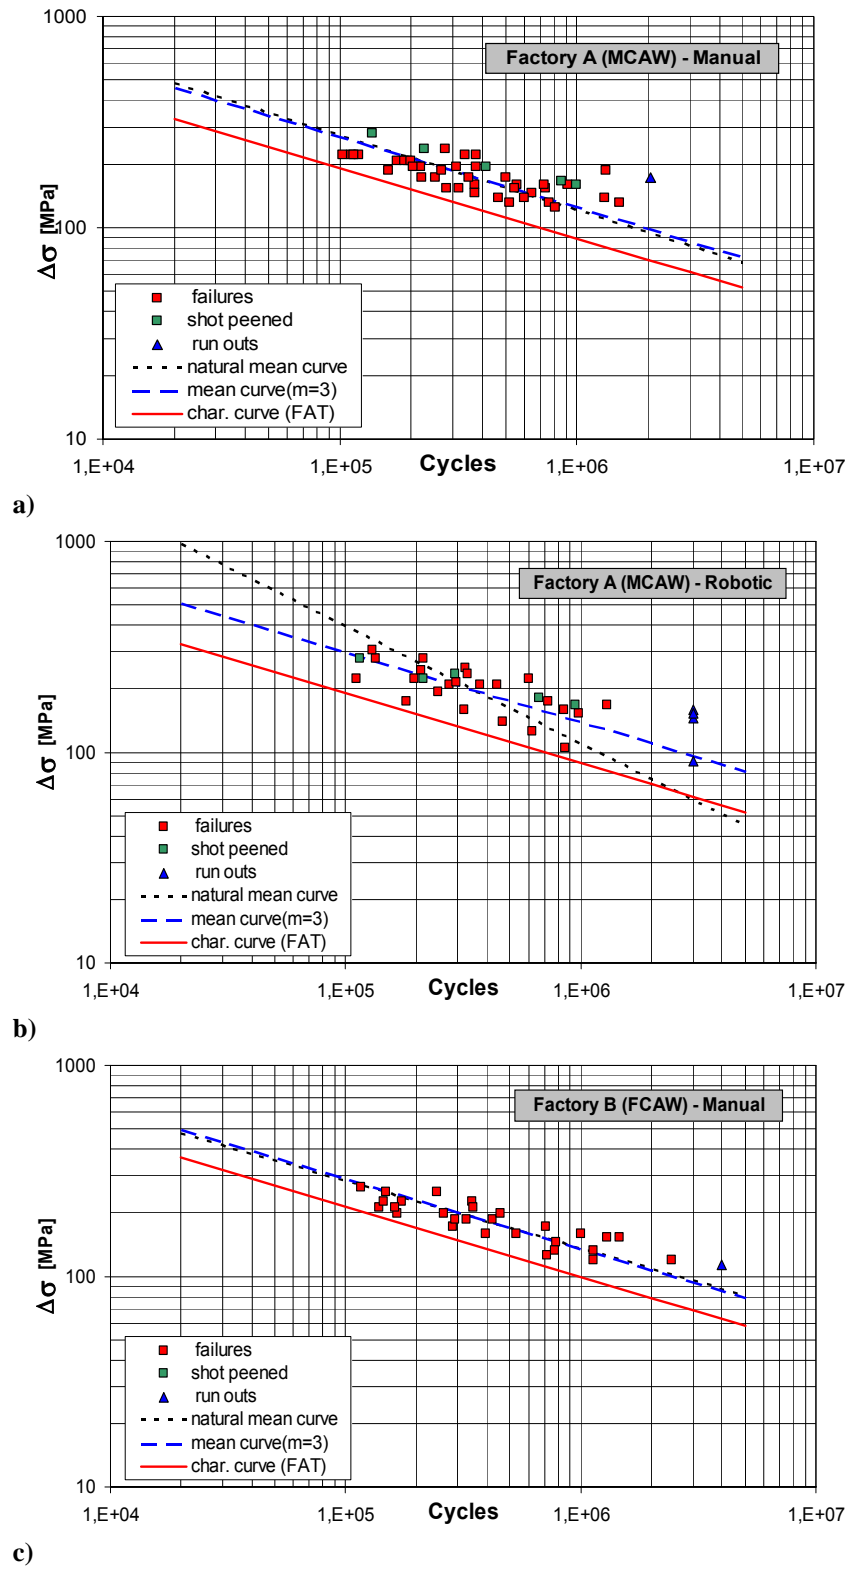 1000
Factory A (MCAW) - Manual
100
Δσ [MPa]
failures
shot peened
run outs
natural mean curve
mean curve(m=3)
char. curve (FAT)
10
1,E+04
1,E+05
Cycles
1,E+06
1,E+07
a)
1000
Factory A (MCAW) - Robotic
100
Δσ [MPa]
failures
shot peened
run outs
natural mean curve
mean curve(m=3)
char. curve (FAT)
10
1,E+04
1,E+05
Cycles
1,E+06
1,E+07
b)
1000
Factory B (FCAW) - Manual
100
Δσ [MPa]
failures
shot peened
run outs
natural mean curve
mean curve(m=3)
char. curve (FAT)
10
1,E+04
1,E+05
Cycles
1,E+06
1,E+07
c)